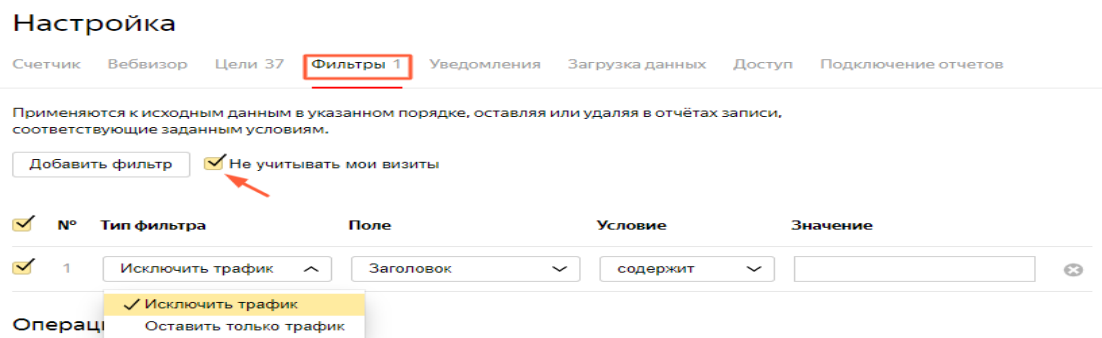 Настройка
Счетчик Вебвизор Цели 37 Фильтры 1 Уведомления Загрузка данных Доступ Подключение отчетов
Применяются к исходным данным в указанном порядке, оставляя или удаляя в отчётах записи,
соответствующие заданным условиям.
Добавить фильтр Не учитывать мои визиты
№ Тип фильтра Поле Условие Значение
1 Исключить трафик Заголовок содержит
Исключить трафик
Операц Оставить только трафик